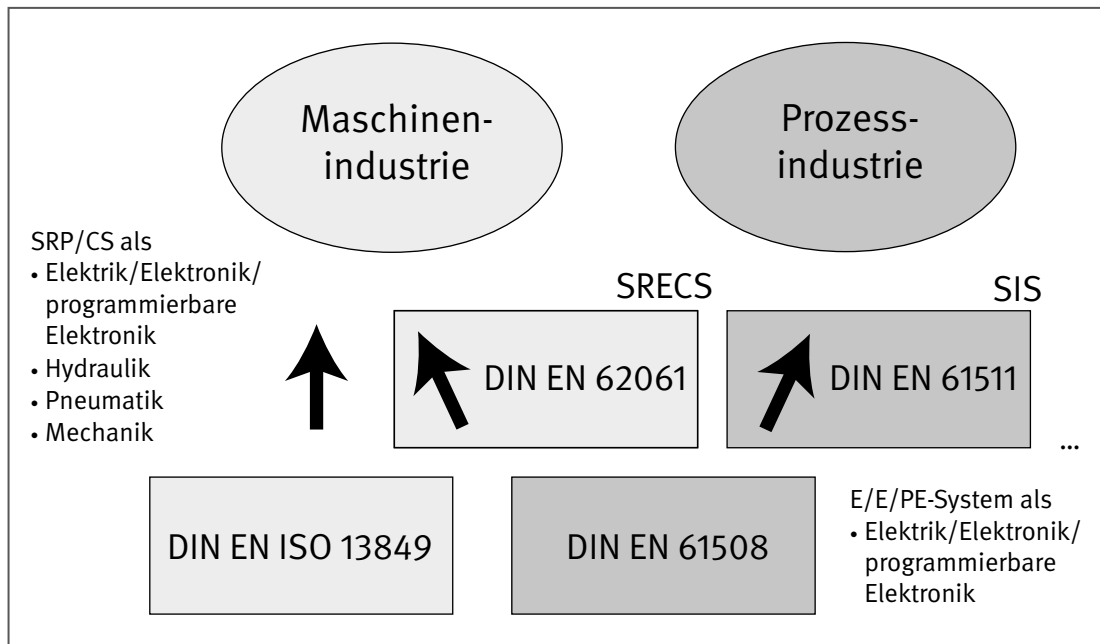 Maschinen-
industrie
Prozess-
industrie
SRP/CS als
• Elektrik/Elektronik/
programmierbare
Elektronik
• Hydraulik
• Pneumatik
• Mechanik
SRECS
SIS
DIN EN 62061
DIN EN 61511
...
DIN EN ISO 13849
DIN EN 61508
E/E/PE-System als
• Elektrik/Elektronik/
programmierbare
Elektronik